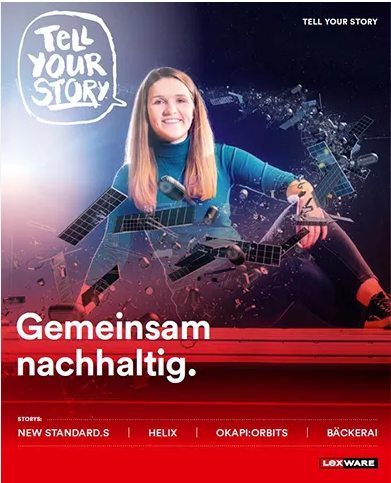 TELL YOUR STORY
TELL
YOUR
STORY
Gemeinsam
nachhaltig.
STORYS:
NEW STANDARD.S | HELIX | OKAPI:ORBITS | BÄCKERAI
LEXWARE